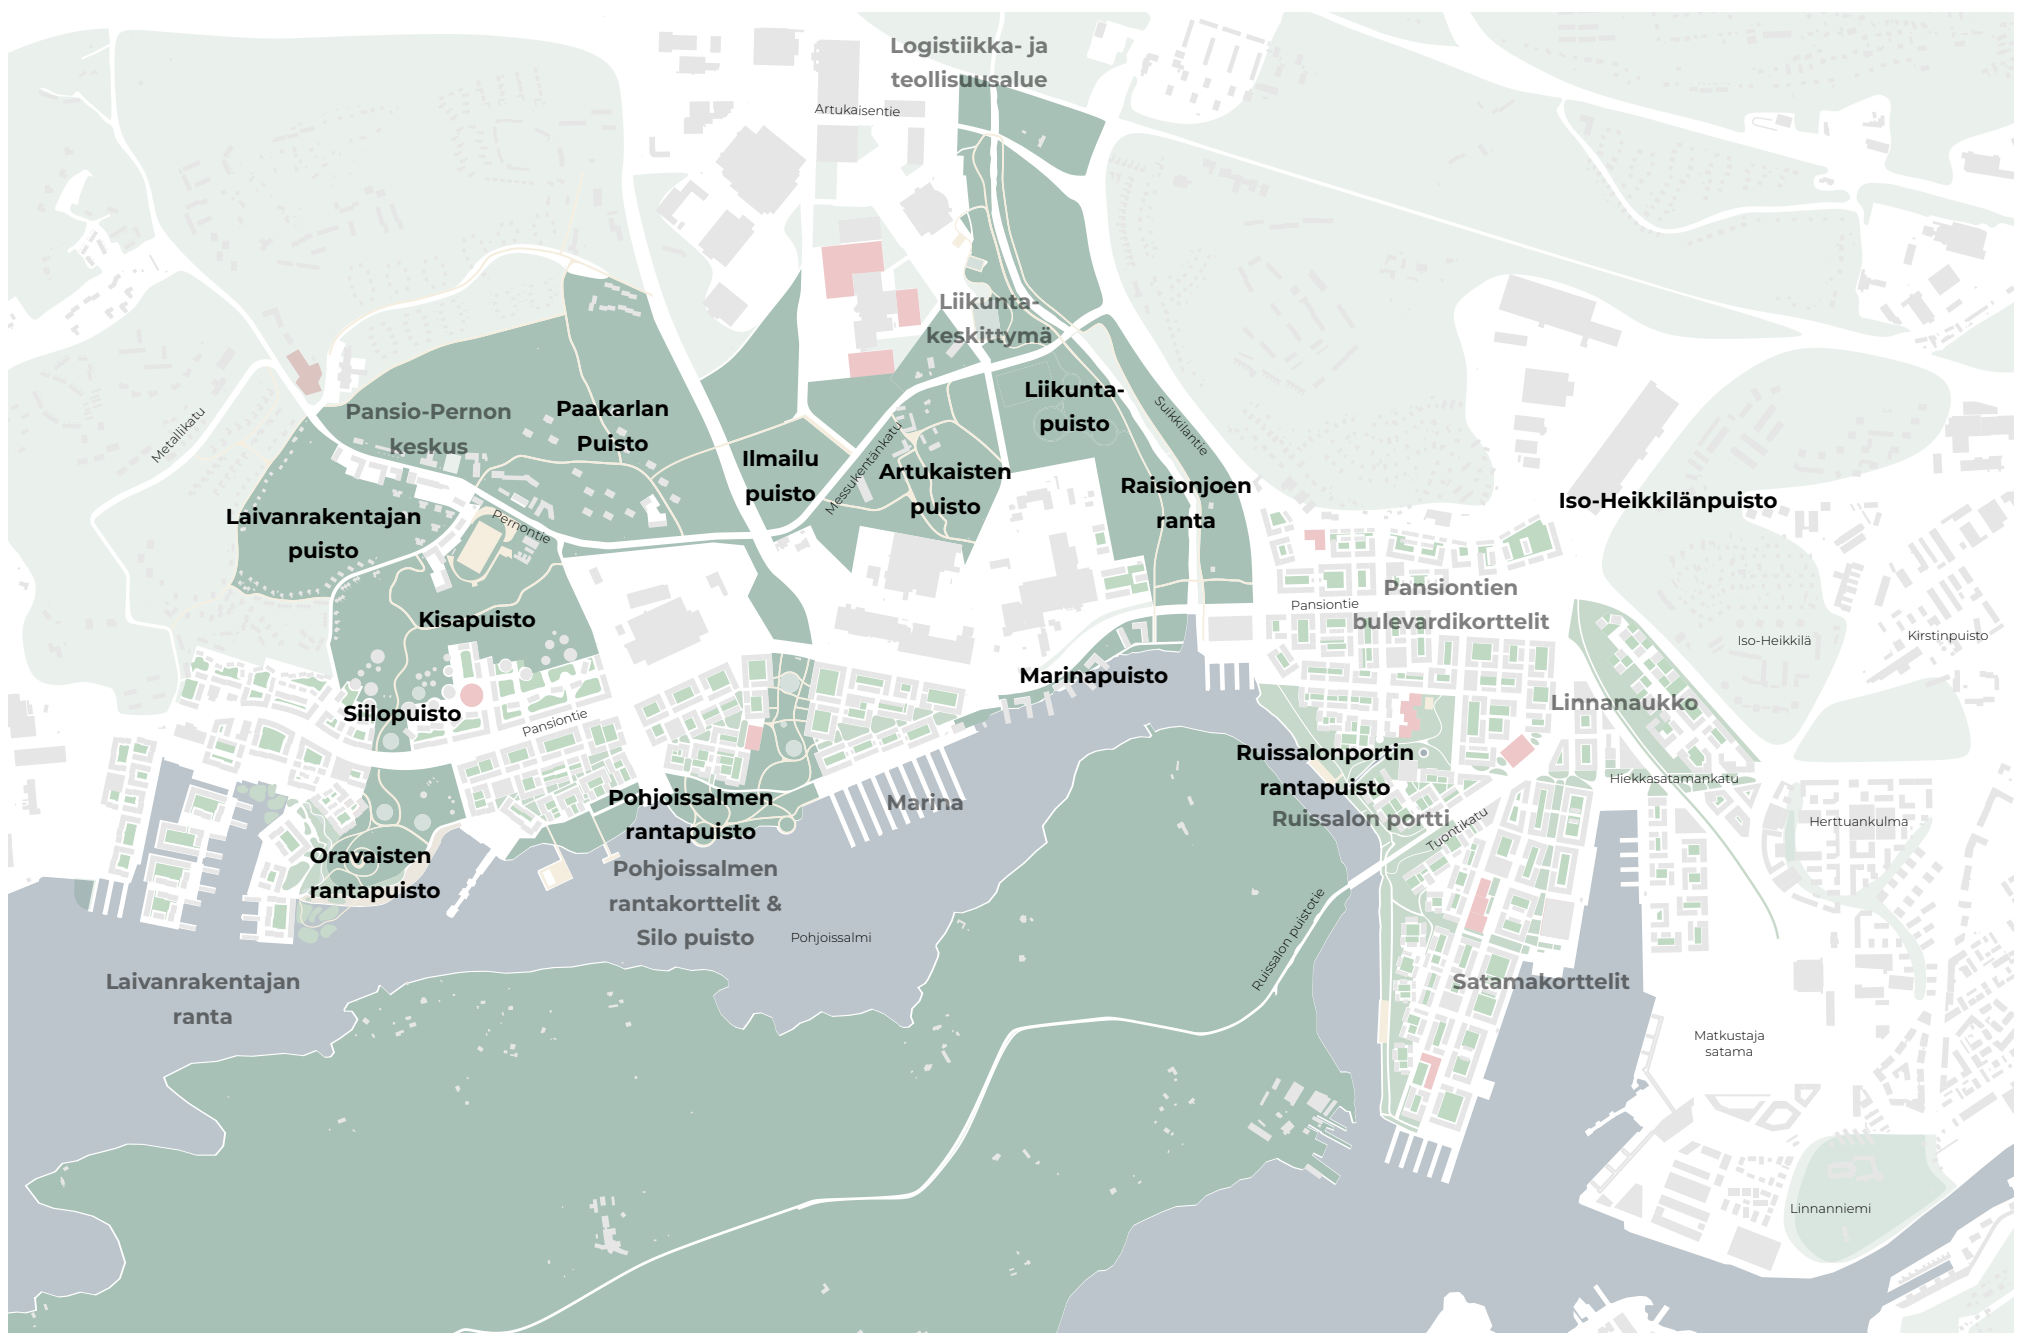 Logistiikka- ja
teollisuusalue
Artukaisentie
Liikunta-
keskittymä
Liikunta-
puisto
Suikkilantie
Metallikatu
Pansio-Pernon
keskus
Paakarlan
Puisto
Ilmailu
puisto
Messukentänkatu
Artukaisten
puisto
Raisionjoen
ranta
Iso-Heikkilänpuisto
Laivanrakentajan
puisto
Pernontie
Kisapuisto
Pansiontien
bulevardikorttelit
Pansiontie
Iso-Heikkilä
Kirstinpuisto
Marinapuisto
Siilopuisto
Pansiontie
Linnanaukko
Ruissalonportin
rantapuisto
Ruissalon portti
Hiekkasatamankatu
Tuontikatu
Herttuankulma
Pohjoissalmen
rantapuisto
Marina
Oravaisten
rantapuisto
Pohjoissalmen
rantakorttelit &
Silo puisto
Pohjoissalmi
Ruissalon puistotie
Laivanrakentajan
ranta
Satamakorttelit
Matkustaja
satama
Linnanniemi